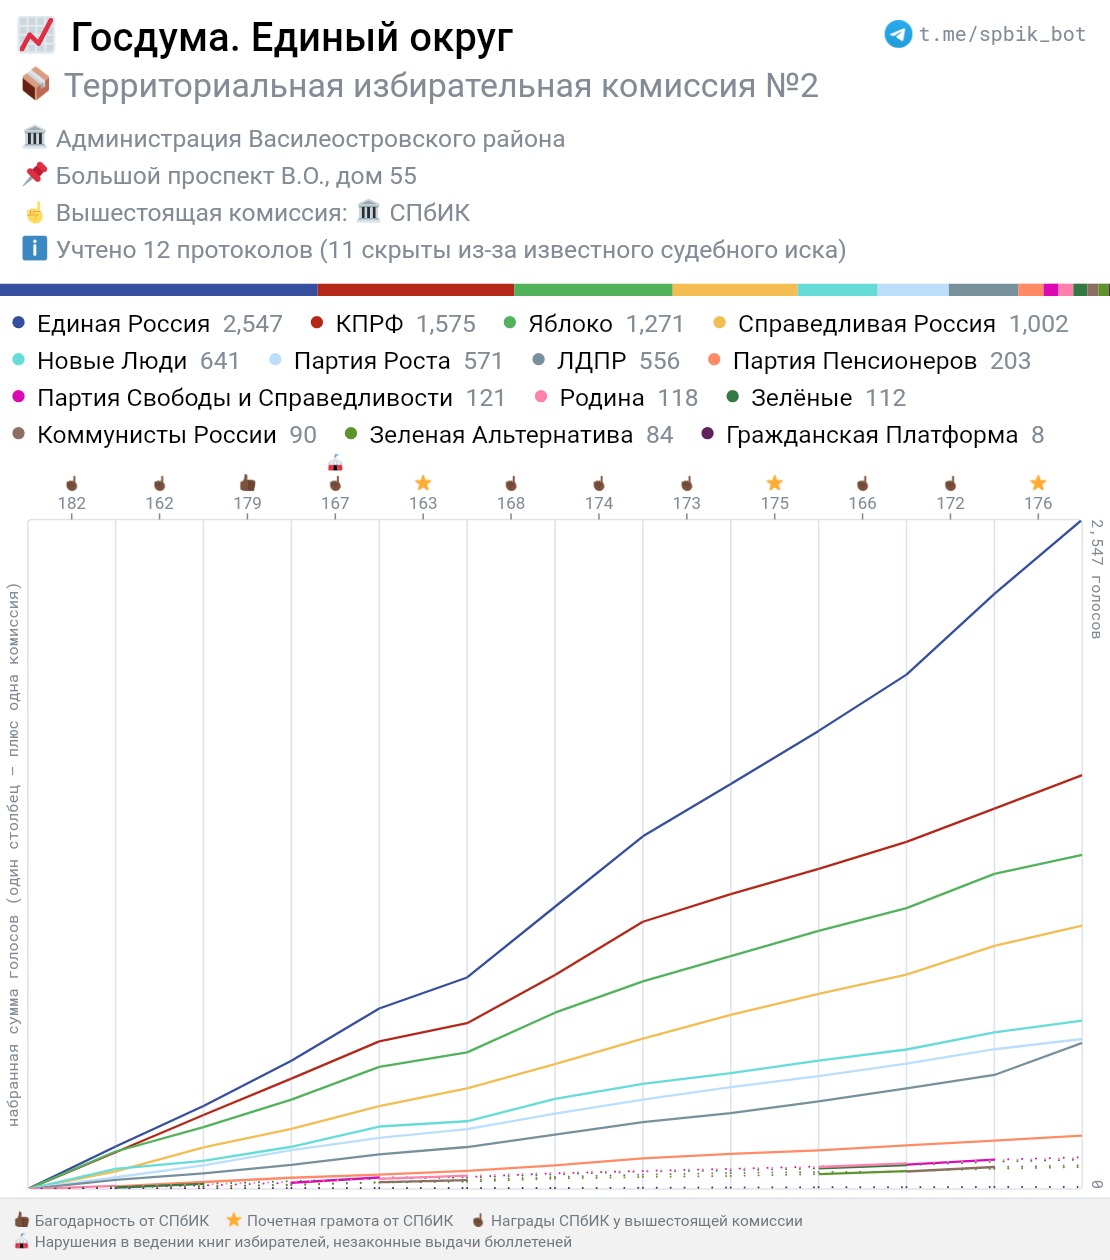 Госдума. Единый округ
t.me/spbik_bot
Территориальная избирательная комиссия №2
Администрация Василеостровского района
Большой проспект В.О., дом 55
Вышестоящая комиссия: СПбИК
Учтено 12 протоколов (11 скрыты из-за известного судебного иска)
Единая Россия 2,547 КПРФ 1,575 Яблоко 1,271 Справедливая Россия 1,002
Новые Люди 641 Партия Роста 571 ЛДПР 556 Партия Пенсионеров 203
Партия Свободы и Справедливости 121 Родина 118 Зелёные 112
Коммунисты России 90 Зеленая Альтернатива 84 Гражданская Платформа 8
182 162 179 167 163 168 174 173 175 166 172 176
набранная сумма голосов (один столбец – плюс одна комиссия)
2,547 голосов
0
Багодарность от СПбИК Почетная грамота от СПбИК Награды СПбИК у вышестоящей комиссии
Нарушения в ведении книг избирателей, незаконные выдачи бюллетеней